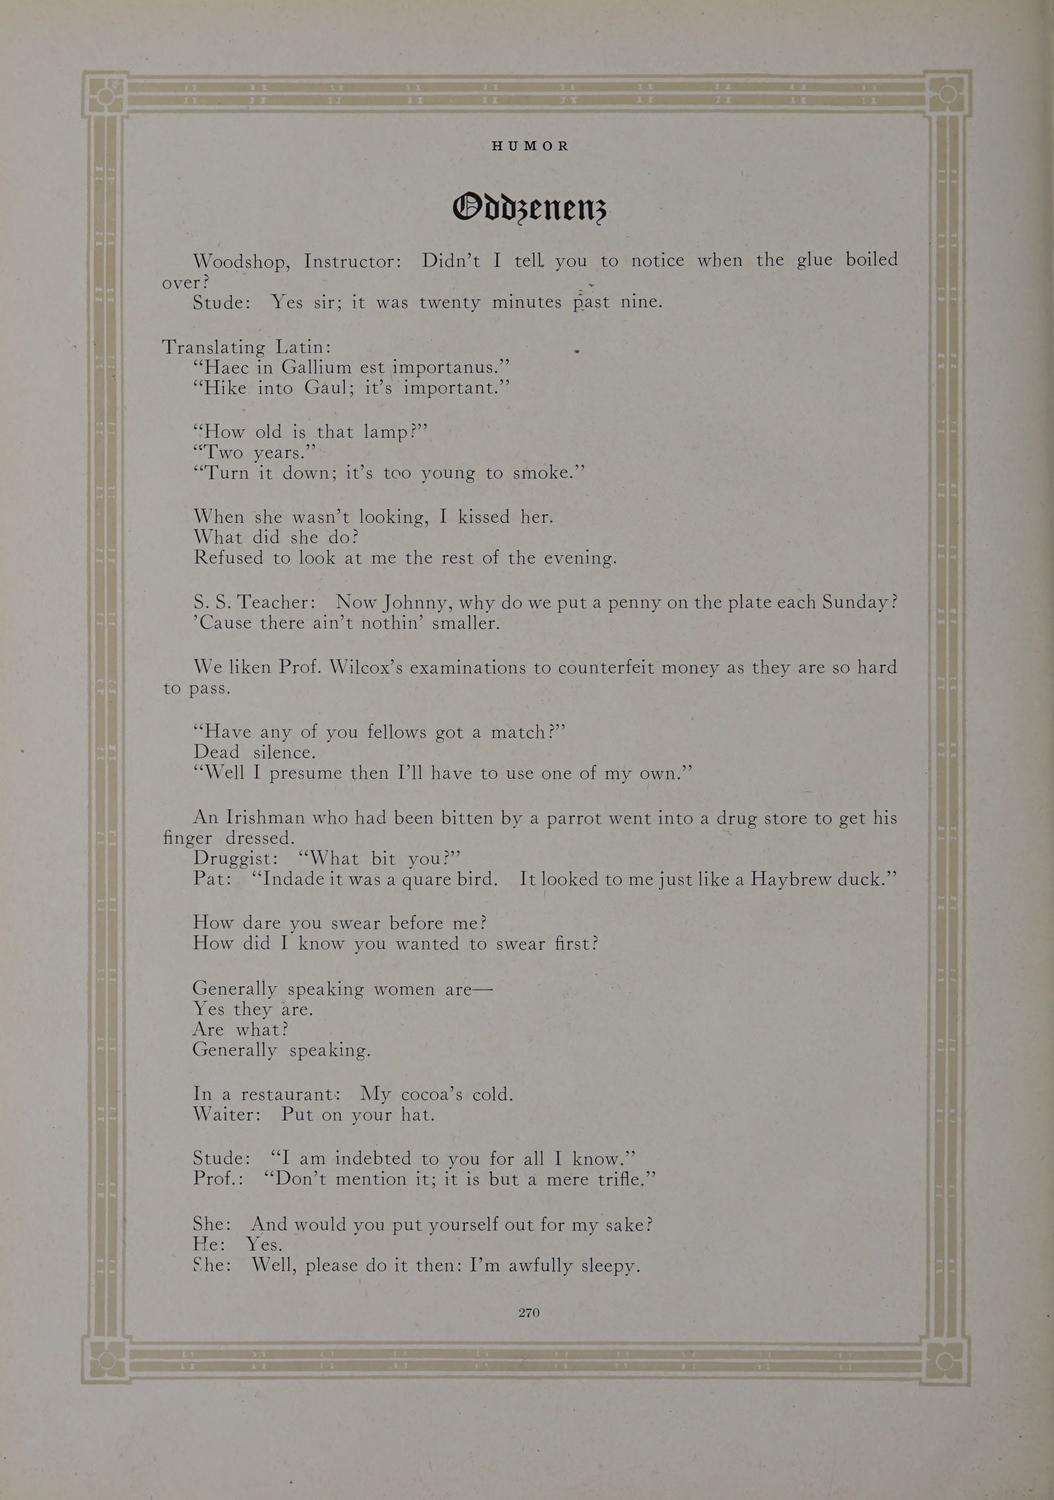 HUMOR
Oddzenenz
Woodshop, Instructor: Didn't I tell you to notice when the glue boiled
over?
Stude: Yes sir; it was twenty minutes past nine.
Translating Latin:
“Haec in Gallium est importanus.”
“Hike into Gaul; it's important.”
“How old is that lamp?”
“Two years.”
“Turn it down; it's too young to smoke.”
When she wasn't looking, I kissed her.
What did she do?
Refused to look at me the rest of the evening.
S. S. Teacher: Now Johnny, why do we put a penny on the plate each Sunday?
'Cause there ain't nothin' smaller.
We liken Prof. Wilcox's examinations to counterfeit money as they are so hard
to pass.
“Have any of you fellows got a match?”
Dead silence.
“Well I presume then I'll have to use one of my own.”
An Irishman who had been bitten by a parrot went into a drug store to get his
finger dressed.
Druggist: “What bit you?”
Pat: “Indade it was a quare bird. It looked to me just like a Haybrew duck.”
How dare you swear before me?
How did I know you wanted to swear first?
Generally speaking women are—
Yes they are.
Are what?
Generally speaking.
In a restaurant: My cocoa's cold.
Waiter: Put on your hat.
Stude: “I am indebted to you for all I know.”
Prof.: “Don't mention it; it is but a mere trifle.”
She: And would you put yourself out for my sake?
He: Yes.
She: Well, please do it then: I'm awfully sleepy.
270